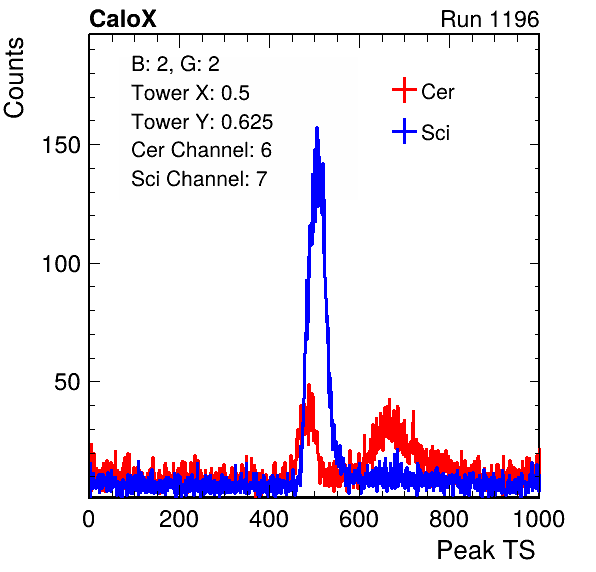 CaloX Run 1196
Counts
B: 2, G: 2
Tower X: 0.5
Tower Y: 0.625
Cer Channel: 6
Sci Channel: 7
Cer
Sci
150
100
50
0 200 400 600 800 1000
Peak TS